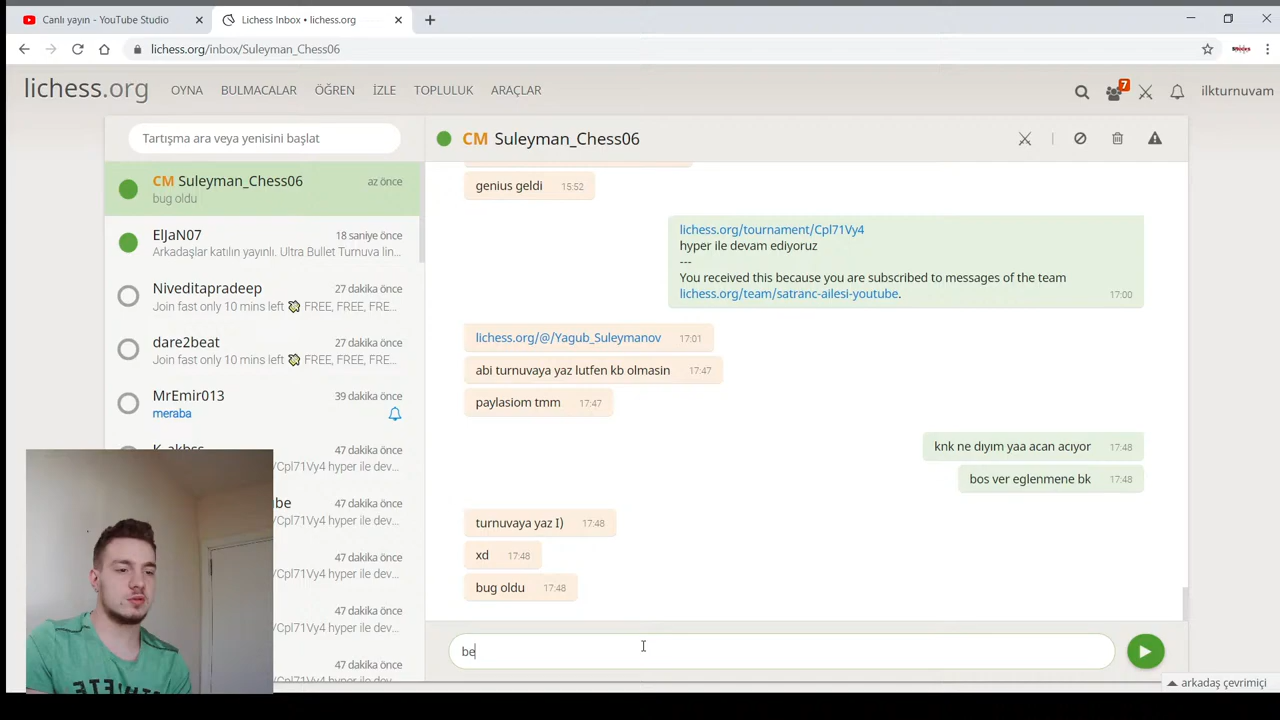 Canlı yayın - YouTube Studio
Lichess Inbox • lichess.org
lichess.org/inbox/Suleyman_Chess06
lichess.org
OYNA BULMACALAR ÖĞREN İZLE TOPLULUK ARAÇLAR
7
ilkturnuvam
Tartışma ara veya yenisini başlat
CM Suleyman_Chess06 az önce
bug oldu
ElJaN07 18 saniye önce
Arkadaşlar katılın yayınlı. Ultra Bullet Turnuva lin...
Niveditapradeep 27 dakika önce
Join fast only 10 mins left 💸 FREE, FREE, FRE...
dare2beat 27 dakika önce
Join fast only 10 mins left 💸 FREE, FREE, FRE...
MrEmir013 39 dakika önce
meraba
47 dakika önce
/Cpl71Vy4 hyper ile dev...
be 47 dakika önce
/Cpl71Vy4 hyper ile dev...
47 dakika önce
/Cpl71Vy4 hyper ile dev...
47 dakika önce
/Cpl71Vy4 hyper ile dev...
47 dakika önce
CM Suleyman_Chess06
genius geldi 15:52
lichess.org/tournament/Cpl71Vy4
hyper ile devam ediyoruz
---
You received this because you are subscribed to messages of the team
lichess.org/team/satranc-ailesi-youtube. 17:00
lichess.org/@/Yagub_Suleymanov 17:01
abi turnuvaya yaz lutfen kb olmasin 17:47
paylasiom tmm 17:47
knk ne dıyım yaa acan acıyor 17:48
bos ver eglenmene bk 17:48
turnuvaya yaz I) 17:48
xd 17:48
bug oldu 17:48
be
arkadaş çevrimiçi